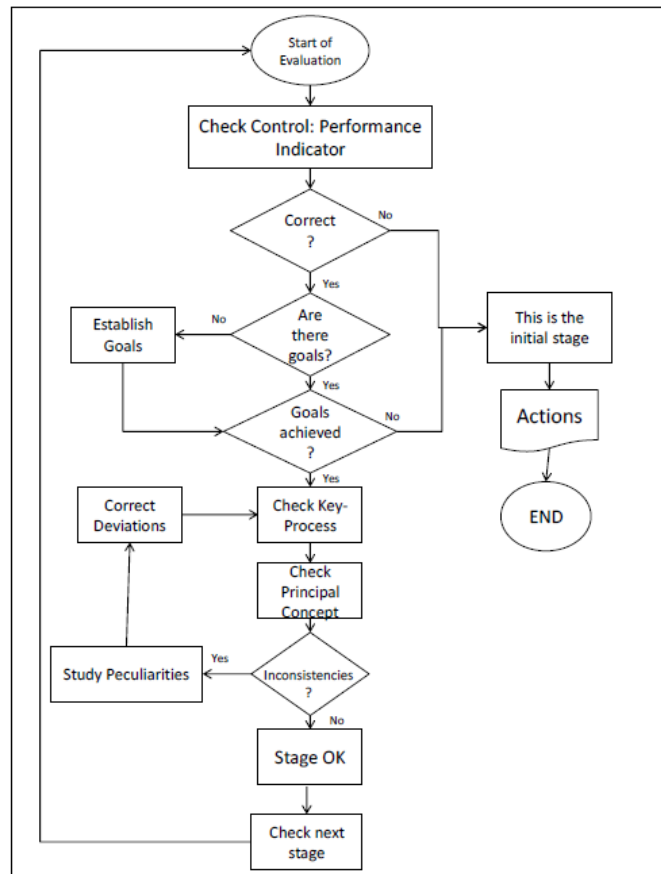 Start of
Evaluation
Check Control: Performance
Indicator
Correct
?
No
Yes
Are
there
goals?
No
Establish
Goals
This is the
initial stage
Yes
Goals
achieved
?
No
Actions
Yes
Correct
Deviations
Check Key-
Process
END
Check
Principal
Concept
Inconsistencies
?
Yes
Study Peculiarities
No
Stage OK
Check next
stage